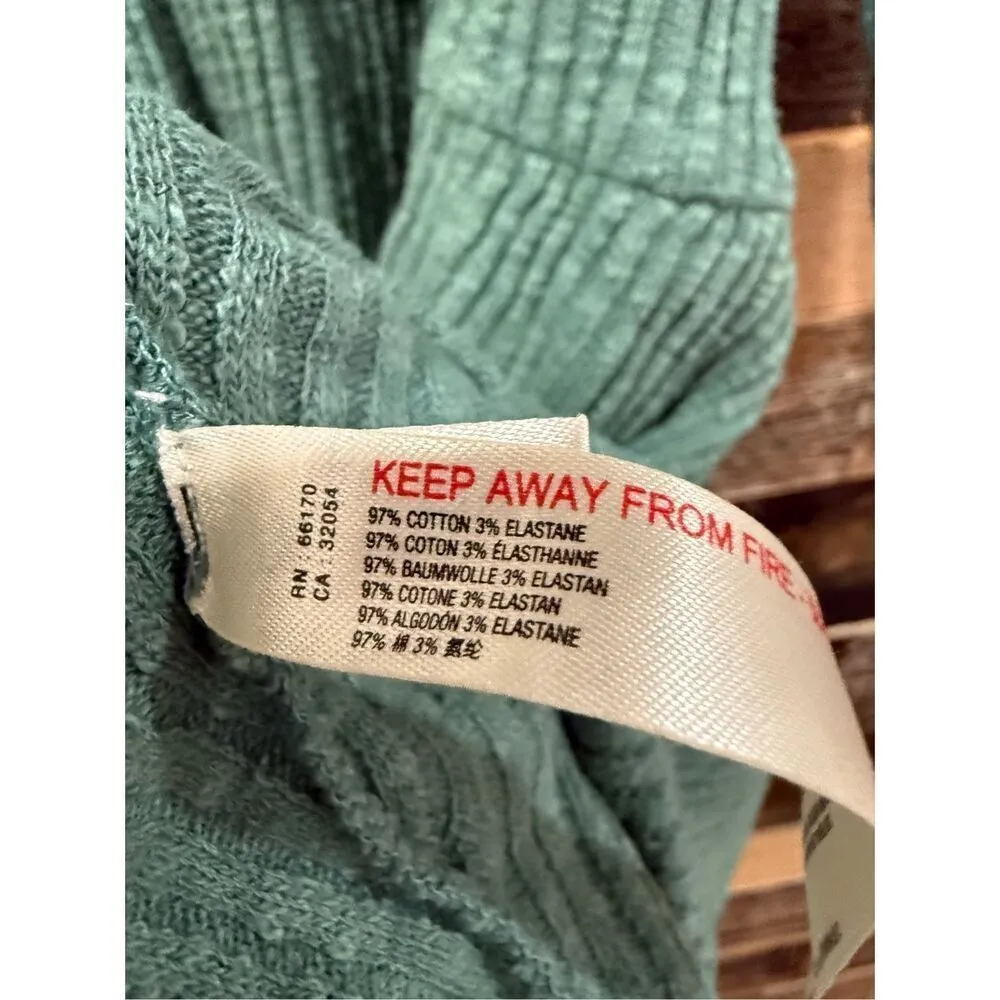 RN 66170
CA : 32054
KEEP AWAY FROM FIRE -
97% COTTON 3% ELASTANE
97% COTON 3% ÉLASTHANNE
97% BAUMWOLLE 3% ELASTAN
97% COTONE 3% ELASTAN
97% ALGODÓN 3% ELASTANE
97% 棉 3% 氨纶